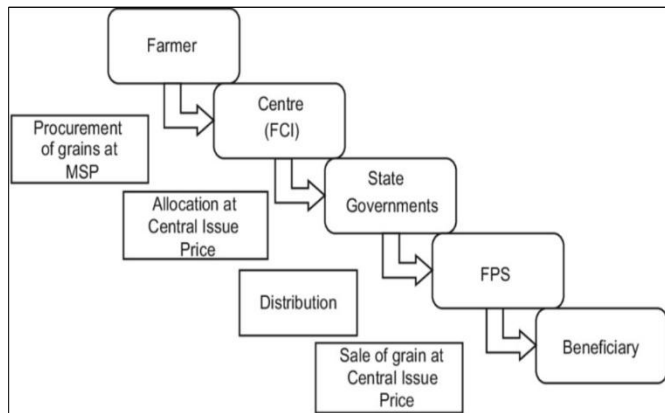 Farmer
Centre
(FCI)
Procurement
of grains at
MSP
State
Governments
Allocation at
Central Issue
Price
FPS
Distribution
Beneficiary
Sale of grain at
Central Issue
Price